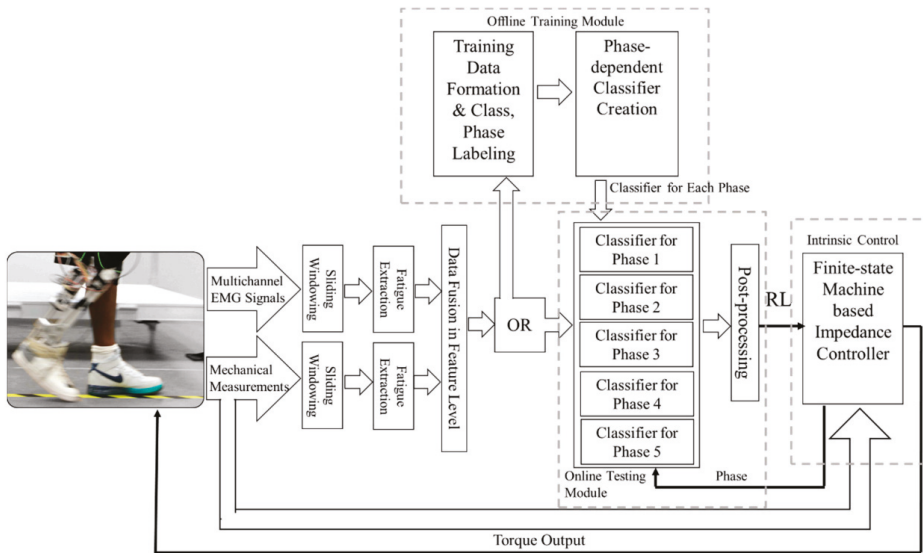 Offline Training Module
Training
Data
Formation
& Class,
Phase
Labeling
Phase-
dependent
Classifier
Creation
Classifier for Each Phase
Multichannel
EMG Signals
Sliding
Windowing
Fatigue
Extraction
Mechanical
Measurements
Sliding
Windowing
Fatigue
Extraction
Data Fusion in Feature Level
OR
Classifier for
Phase 1
Classifier for
Phase 2
Classifier for
Phase 3
Classifier for
Phase 4
Classifier for
Phase 5
Online Testing
Module
Post-processing
RL
Intrinsic Control
Finite-state
Machine
based
Impedance
Controller
Phase
Torque Output